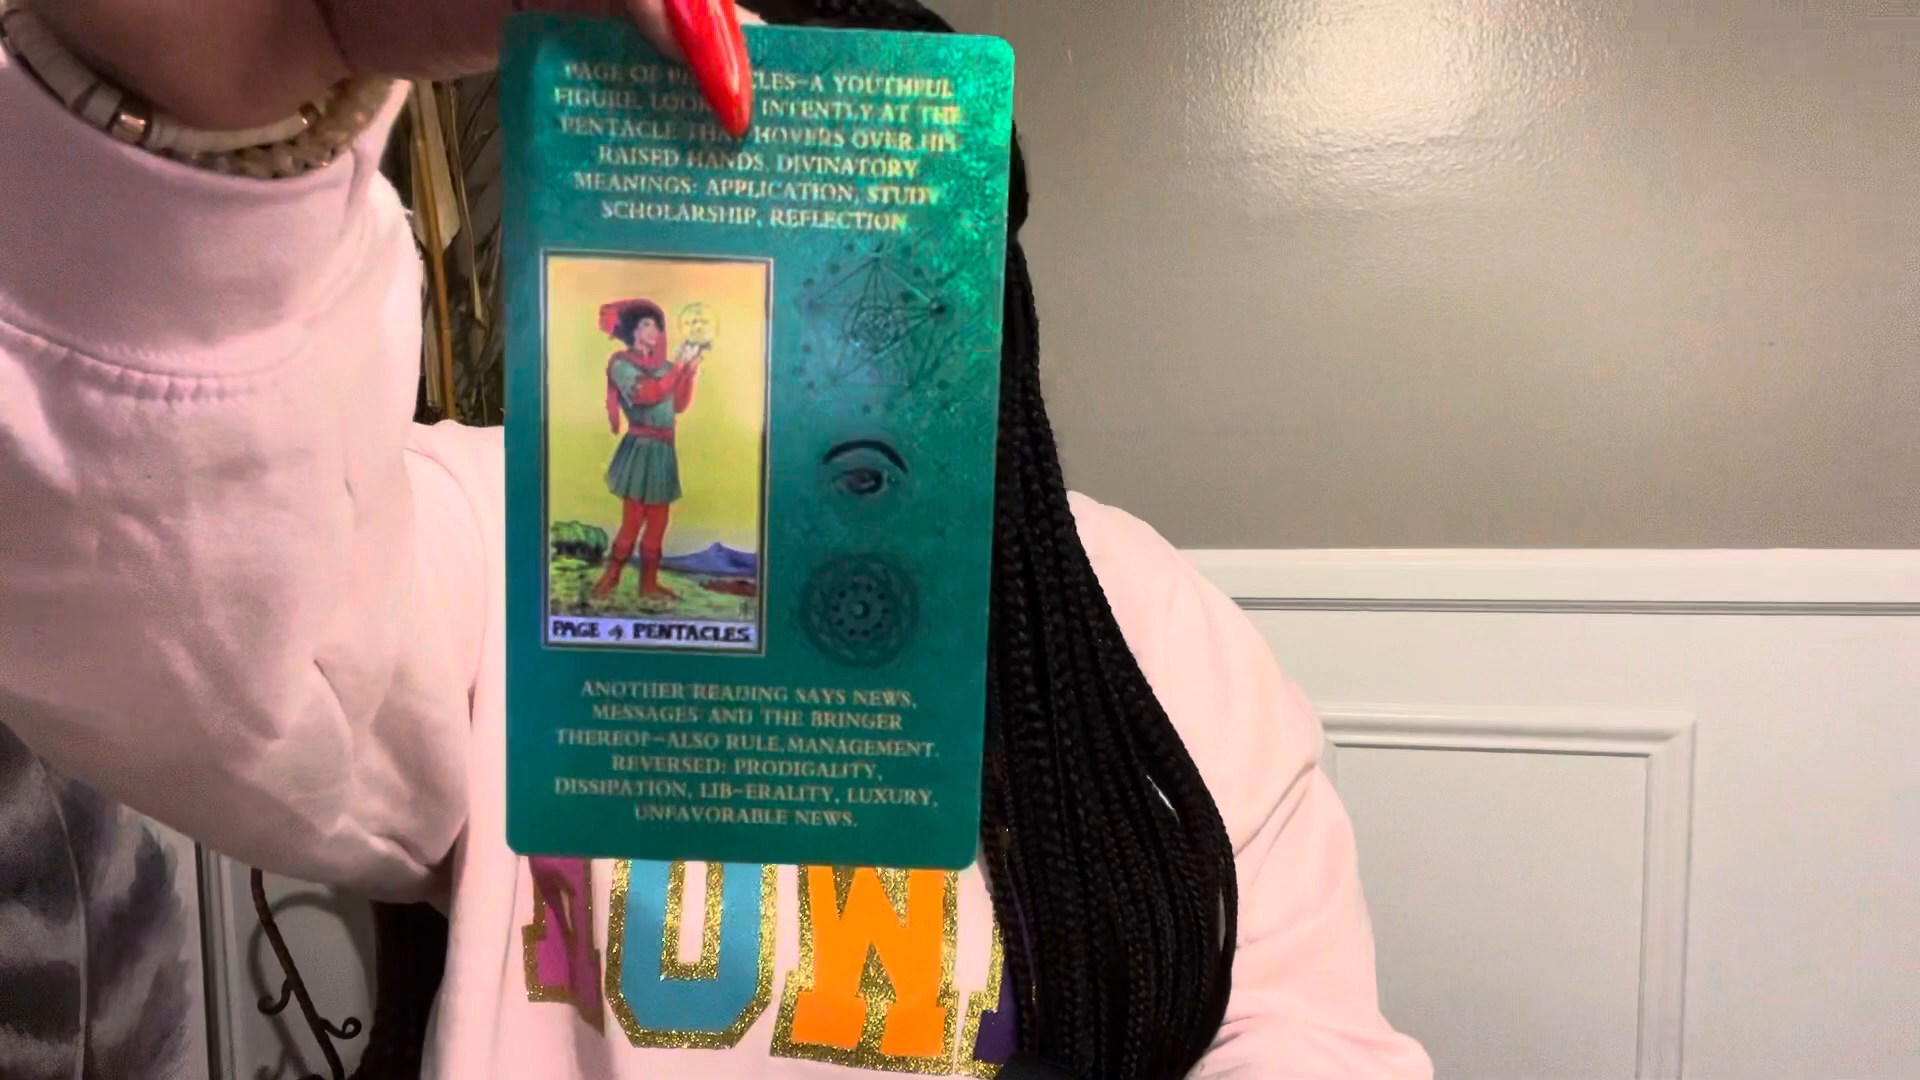 PAGE OF CLES—A YOUTHFUL
FIGURE INTENTLY AT THE
PENTACLE THAT HOVERS OVER HIS
RAISED HANDS. DIVINATORY
MEANINGS: APPLICATION, STUDY
SCHOLARSHIP, REFLECTION
PAGE of PENTACLES.
ANOTHER READING SAYS NEWS,
MESSAGES AND THE BRINGER
THEREOF—ALSO RULE, MANAGEMENT.
REVERSED: PRODIGALITY,
DISSIPATION, LIB-ERALITY, LUXURY,
UNFAVORABLE NEWS.